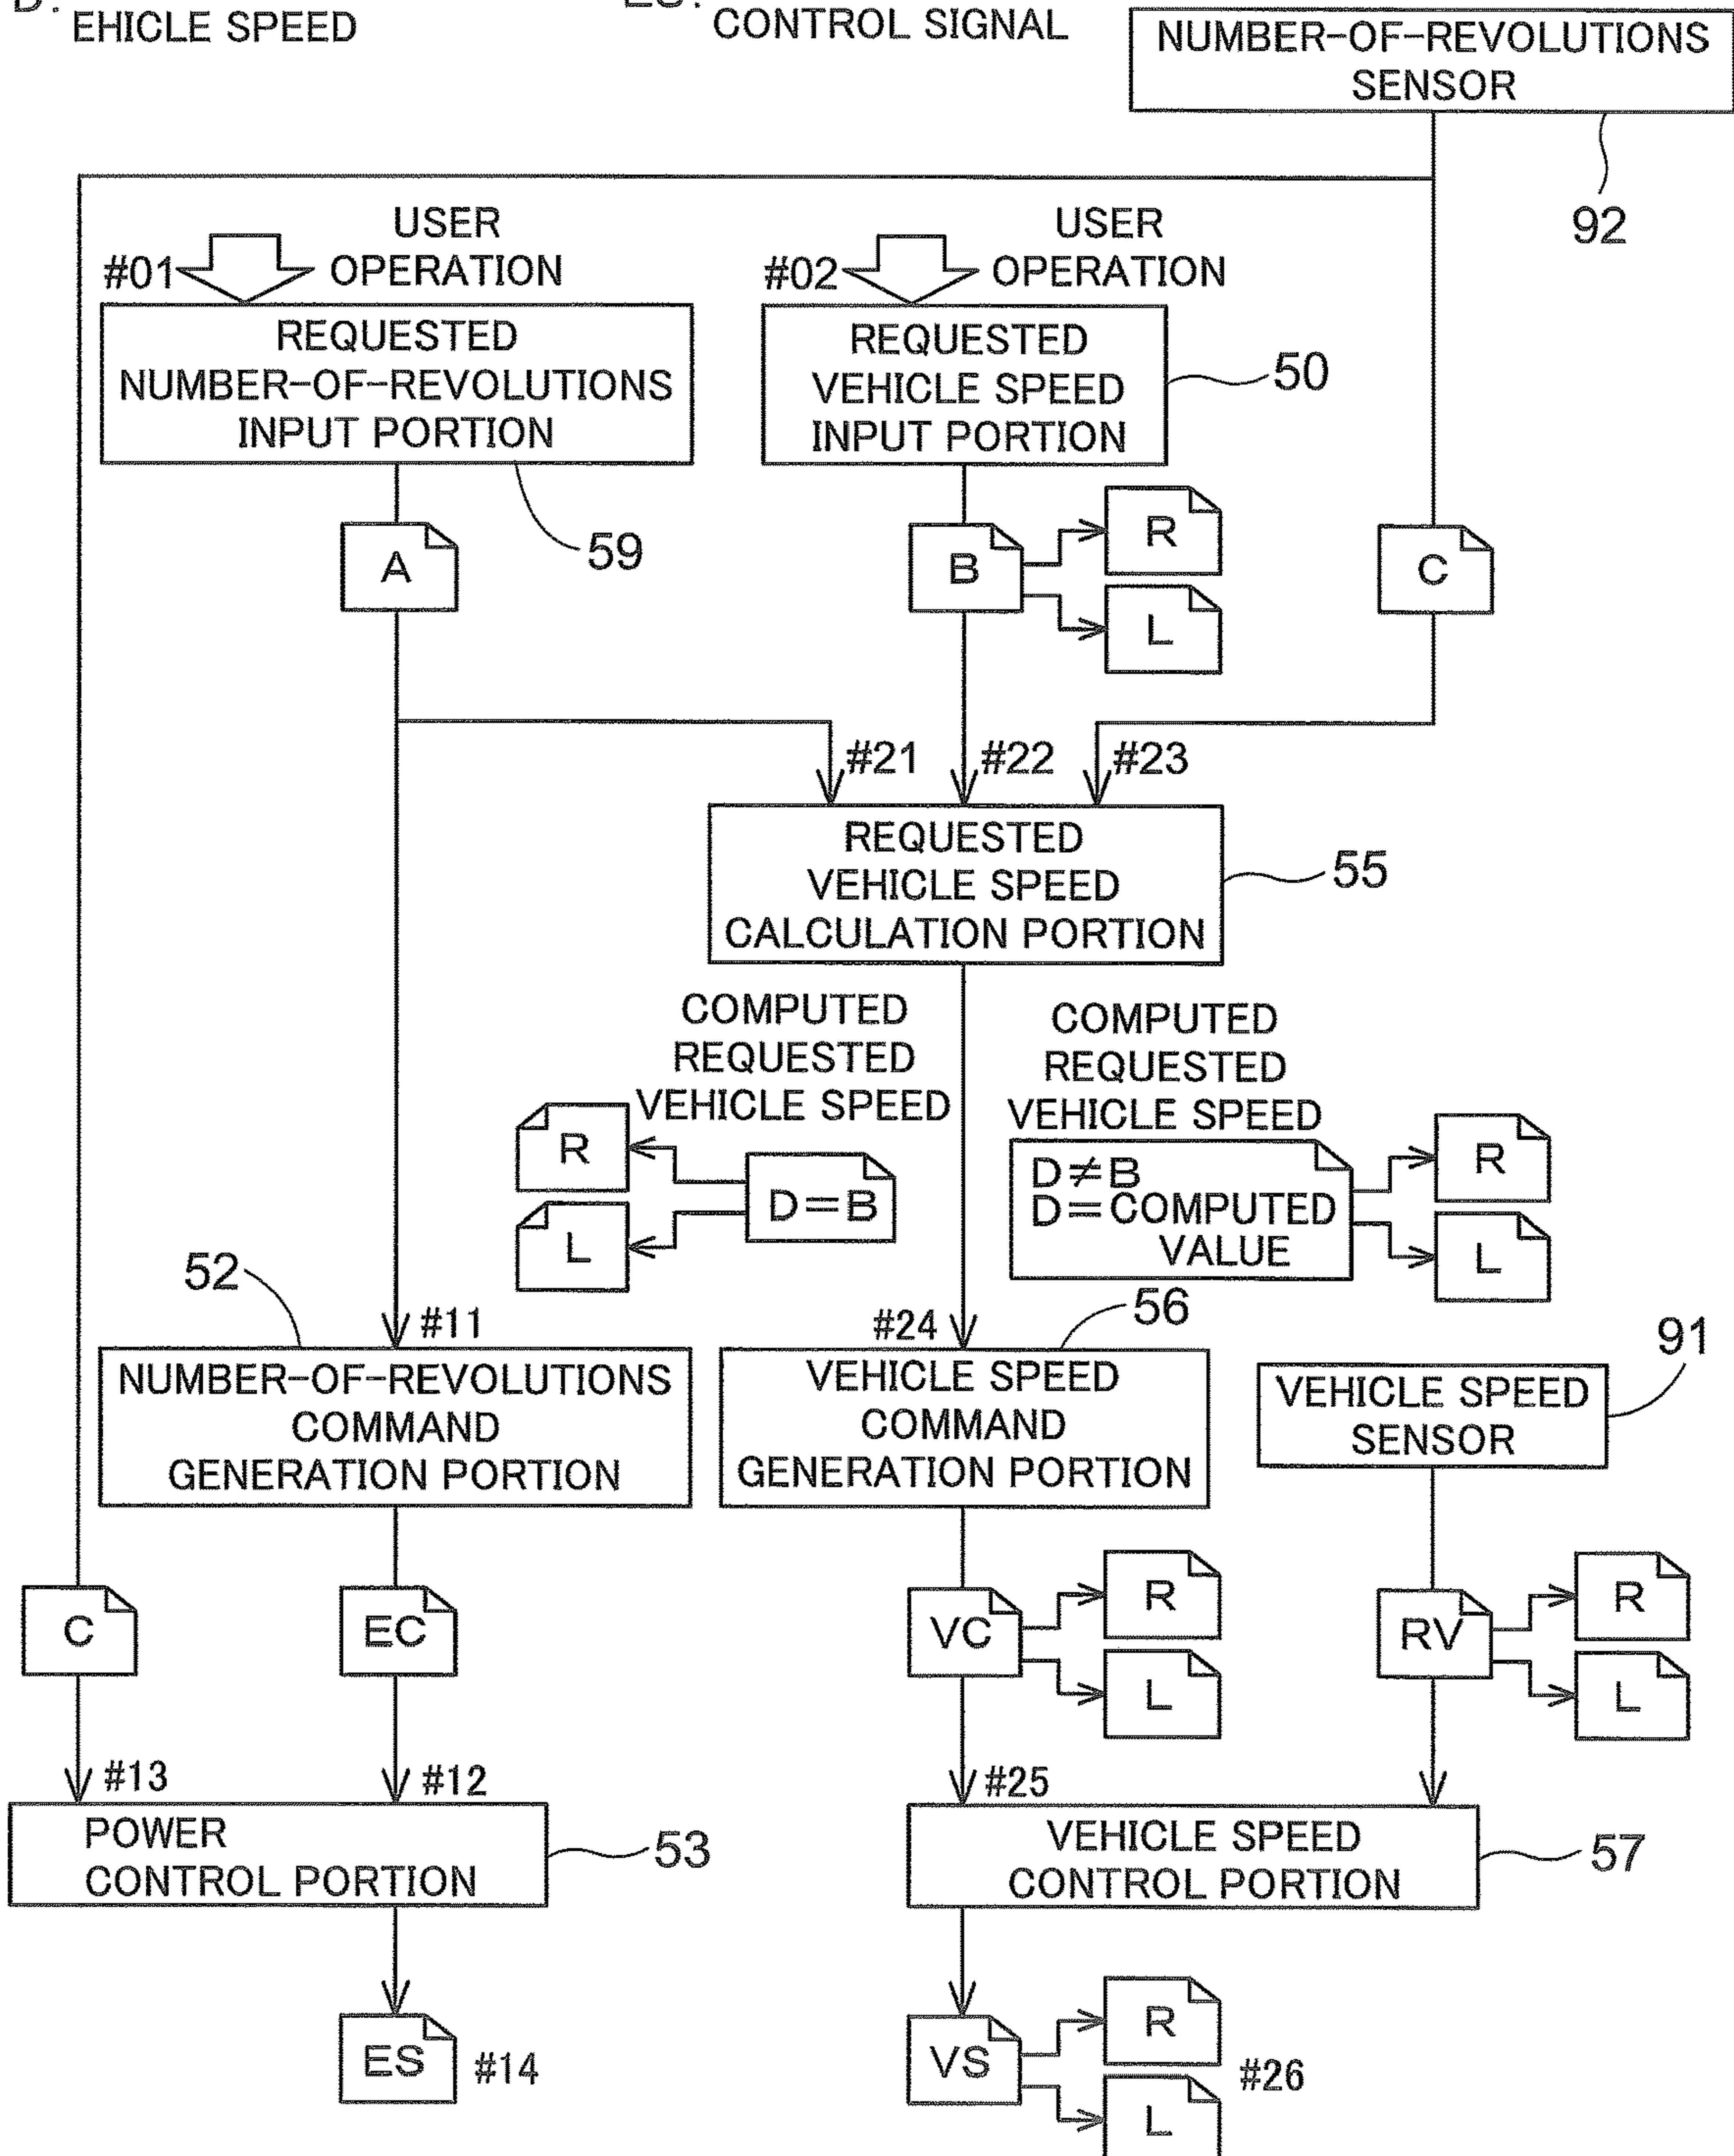 EHICLE SPEED
CONTROL SIGNAL
NUMBER-OF-REVOLUTIONS
SENSOR
92
USER
OPERATION
#01
USER
OPERATION
#02
REQUESTED
NUMBER-OF-REVOLUTIONS
INPUT PORTION
59
REQUESTED
VEHICLE SPEED
INPUT PORTION
50
A
B
R
L
C
#21
#22
#23
REQUESTED
VEHICLE SPEED
CALCULATION PORTION
55
COMPUTED
REQUESTED
VEHICLE SPEED
R
L
D=B
COMPUTED
REQUESTED
VEHICLE SPEED
D≠B
D=COMPUTED
VALUE
R
L
52
#11
#24
56
91
NUMBER-OF-REVOLUTIONS
COMMAND
GENERATION PORTION
VEHICLE SPEED
COMMAND
GENERATION PORTION
VEHICLE SPEED
SENSOR
C
EC
VC
R
L
RV
R
L
#13
#12
#25
POWER
CONTROL PORTION
53
VEHICLE SPEED
CONTROL PORTION
57
ES
#14
VS
R
L
#26